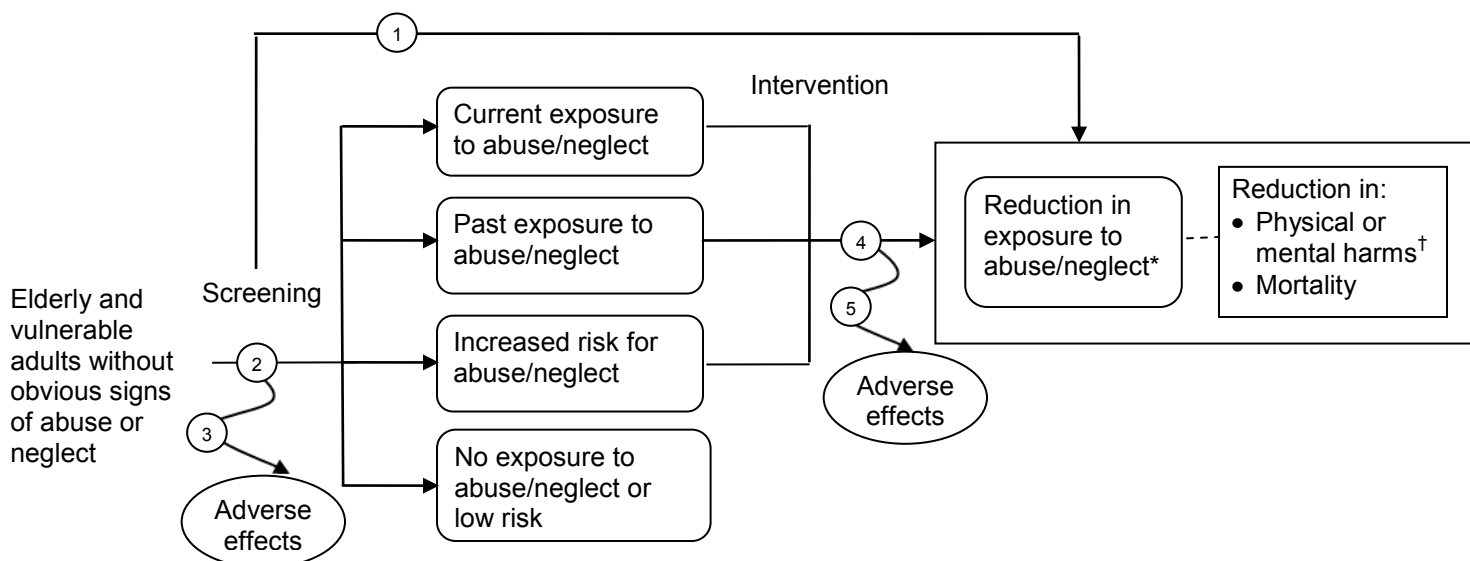 1
Intervention
Current exposure
to abuse/neglect
Past exposure to
abuse/neglect
Increased risk for
abuse/neglect
No exposure to
abuse/neglect or
low risk
Screening
Elderly and
vulnerable
adults without
obvious signs
of abuse or
neglect
2
3
Adverse
effects
4
5
Adverse
effects
Reduction in
exposure to
abuse/neglect*
Reduction in:
• Physical or
mental harms†
• Mortality